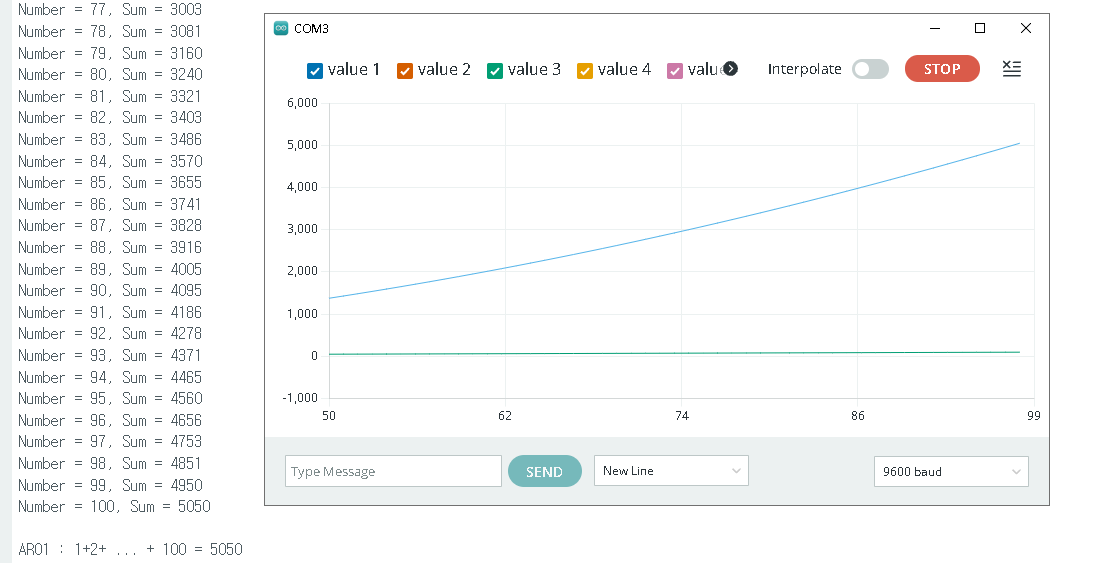 Number = 77, Sum = 3003
Number = 78, Sum = 3081
Number = 79, Sum = 3160
Number = 80, Sum = 3240
Number = 81, Sum = 3321
Number = 82, Sum = 3403
Number = 83, Sum = 3486
Number = 84, Sum = 3570
Number = 85, Sum = 3655
Number = 86, Sum = 3741
Number = 87, Sum = 3828
Number = 88, Sum = 3916
Number = 89, Sum = 4005
Number = 90, Sum = 4095
Number = 91, Sum = 4186
Number = 92, Sum = 4278
Number = 93, Sum = 4371
Number = 94, Sum = 4465
Number = 95, Sum = 4560
Number = 96, Sum = 4656
Number = 97, Sum = 4753
Number = 98, Sum = 4851
Number = 99, Sum = 4950
Number = 100, Sum = 5050
AR01 : 1+2+ ... + 100 = 5050
COM3
value 1 value 2 value 3 value 4 Interpolate STOP
6,000
5,000
4,000
3,000
2,000
1,000
0
-1,000
50 62 74 86 99
Type Message SEND New Line 9600 baud